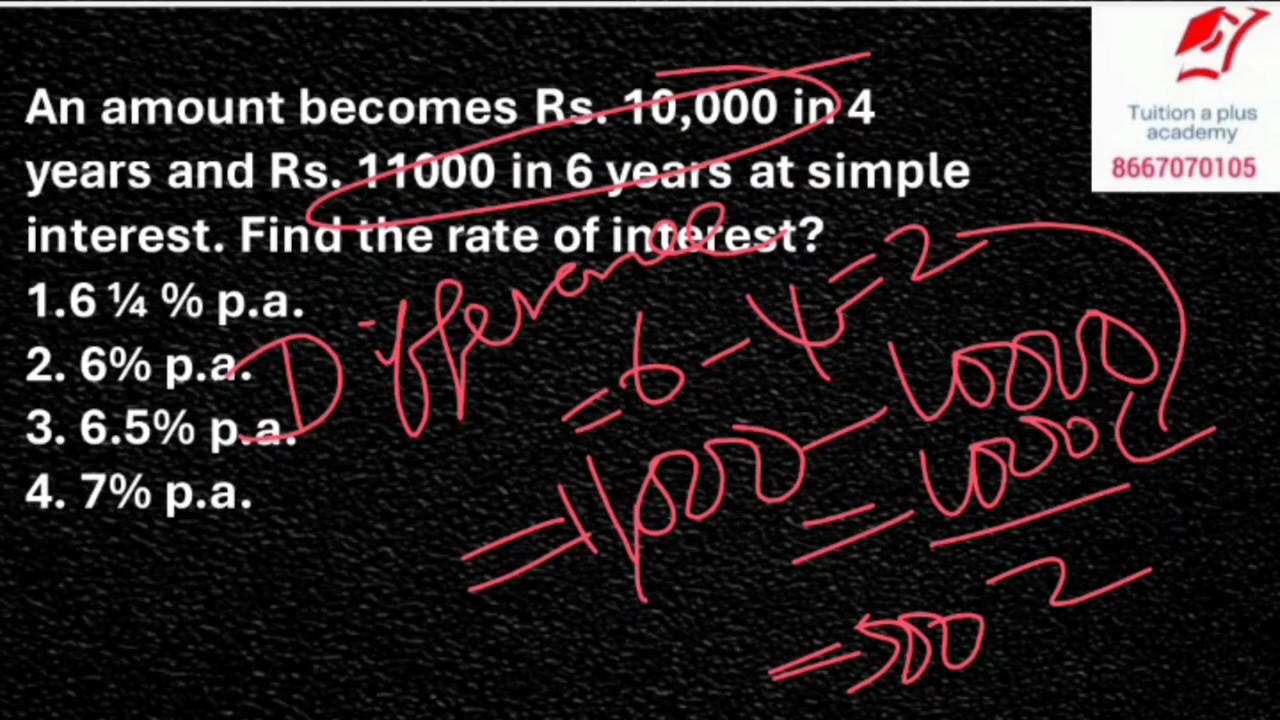 An amount becomes Rs. 10,000 in 4
years and Rs. 11000 in 6 years at simple
interest. Find the rate of interest?
1.6 ¼ % p.a.
2. 6% p.a.
3. 6.5% p.a.
4. 7% p.a.
Tuition a plus
academy
8667070105
Difference
= 6 - 4 = 2
= 11000 - 10000
= 1000
2
= 500